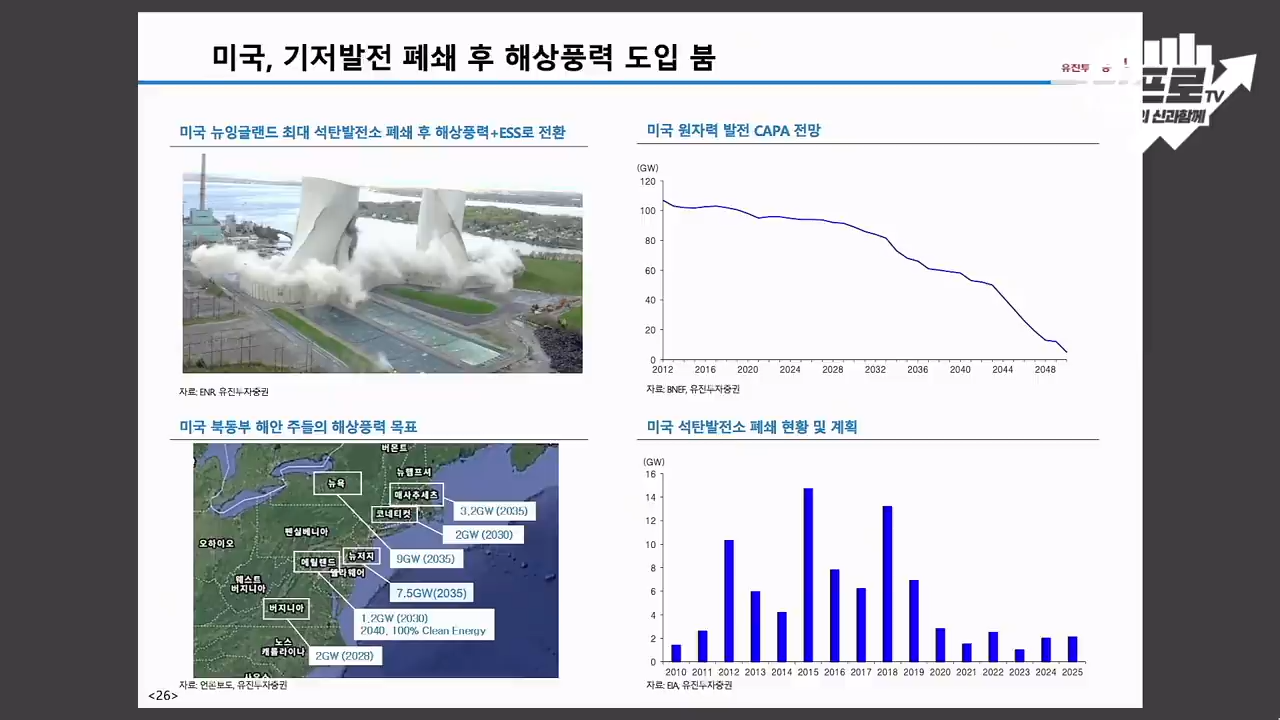 미국, 기저발전 폐쇄 후 해상풍력 도입 붐
유진투
프로TV
신과함께
미국 뉴잉글랜드 최대 석탄발전소 폐쇄 후 해상풍력+ESS로 전환
자료: ENR, 유진투자증권
미국 원자력 발전 CAPA 전망
(GW)
120
100
80
60
40
20
0
2012 2016 2020 2024 2028 2032 2036 2040 2044 2048
자료: BNEF, 유진투자증권
미국 북동부 해안 주들의 해상풍력 목표
버몬트
뉴햄프셔
뉴욕
매사추세츠
3.2GW (2035)
코네티컷
2GW (2030)
펜실베니아
오하이오
뉴저지
9GW (2035)
메릴랜드
델라웨어
웨스트
버지니아
7.5GW(2035)
버지니아
1.2GW (2030)
2040, 100% Clean Energy
노스
캐롤라이나
2GW (2028)
자료: 언론보도, 유진투자증권
미국 석탄발전소 폐쇄 현황 및 계획
(GW)
16
14
12
10
8
6
4
2
0
2010 2011 2012 2013 2014 2015 2016 2017 2018 2019 2020 2021 2022 2023 2024 2025
자료: EIA, 유진투자증권
<26>